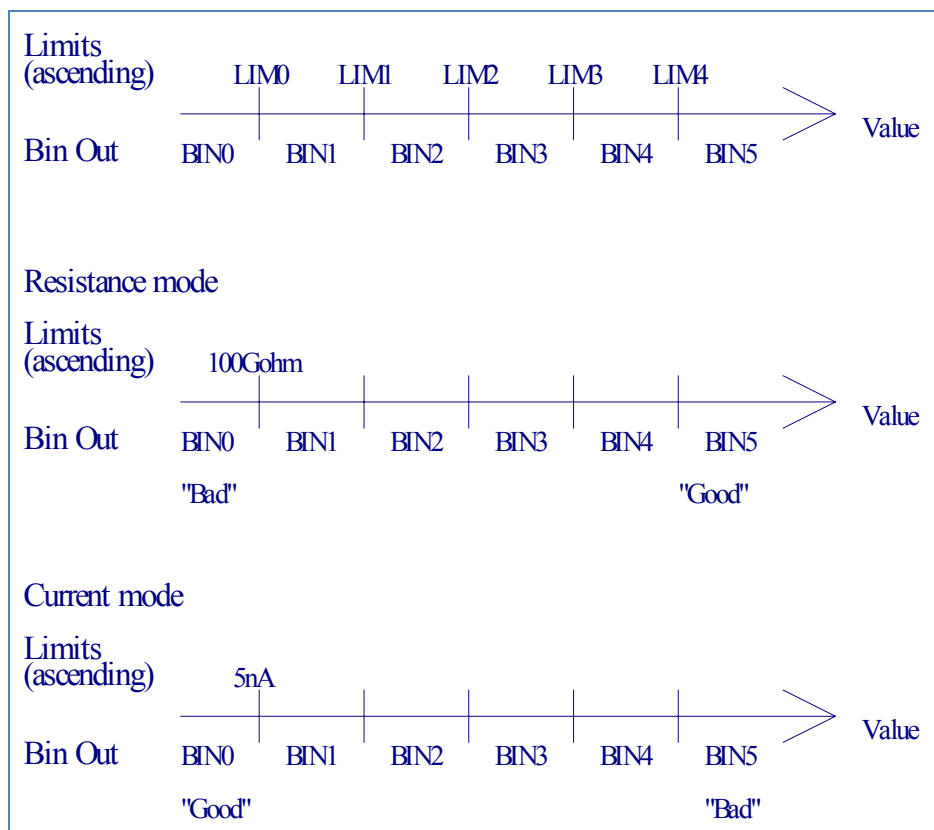 Limits
(ascending)
LIM0 LIM1 LIM2 LIM3 LIM4
Value
Bin Out BIN0 BIN1 BIN2 BIN3 BIN4 BIN5
Resistance mode
Limits
(ascending)
100Gohm
Value
Bin Out BIN0 BIN1 BIN2 BIN3 BIN4 BIN5
"Bad" "Good"
Current mode
Limits
(ascending)
5nA
Value
Bin Out BIN0 BIN1 BIN2 BIN3 BIN4 BIN5
"Good" "Bad"